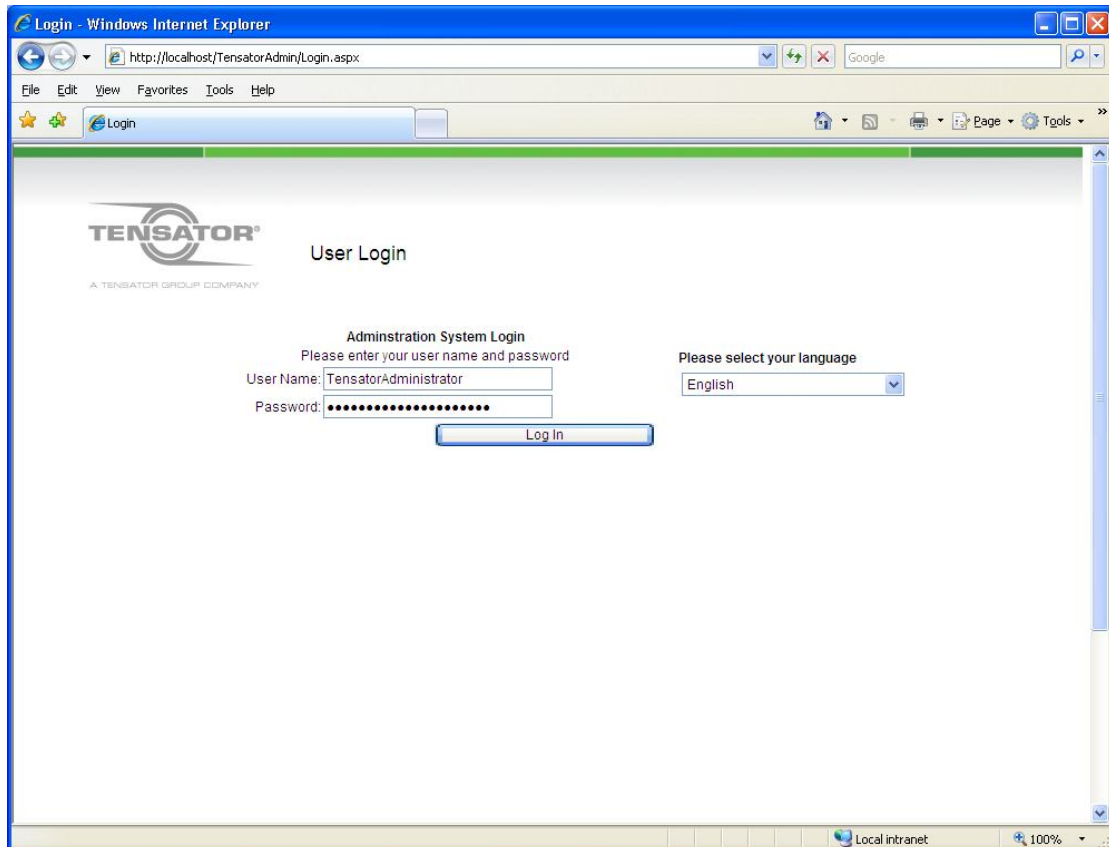 Login - Windows Internet Explorer
http://localhost/TensatorAdmin/Login.aspx
Google
File Edit View Favorites Tools Help
Login
Page Tools »
TENSATOR®
A TENSATOR GROUP COMPANY
User Login
Adminstration System Login
Please enter your user name and password
User Name: TensatorAdministrator
Password: •••••••••••••••••••••
Log In
Please select your language
English
Local intranet
100%